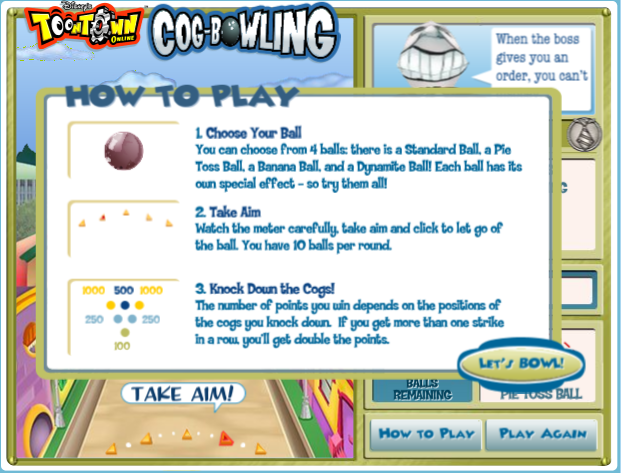 Disney's
TOONTOWN
ONLINE
COG-BOWLING
When the boss
gives you an
order, you can't
HOW TO PLAY
1. Choose Your Ball
You can choose from 4 balls: there is a Standard Ball, a Pie
Toss Ball, a Banana Ball, and a Dynamite Ball! Each ball has its
own special effect - so try them all!
2. Take Aim
Watch the meter carefully, take aim and click to let go of
the ball. You have 10 balls per round.
1000 500 1000
250 250
100
3. Knock Down the Cogs!
The number of points you win depends on the positions of
the cogs you knock down. If you get more than one strike
in a row, you'll get double the points.
LET'S BOWL!
TAKE AIM!
BALLS
REMAINING
PIE TOSS BALL
HOW TO PLAY
PLAY AGAIN